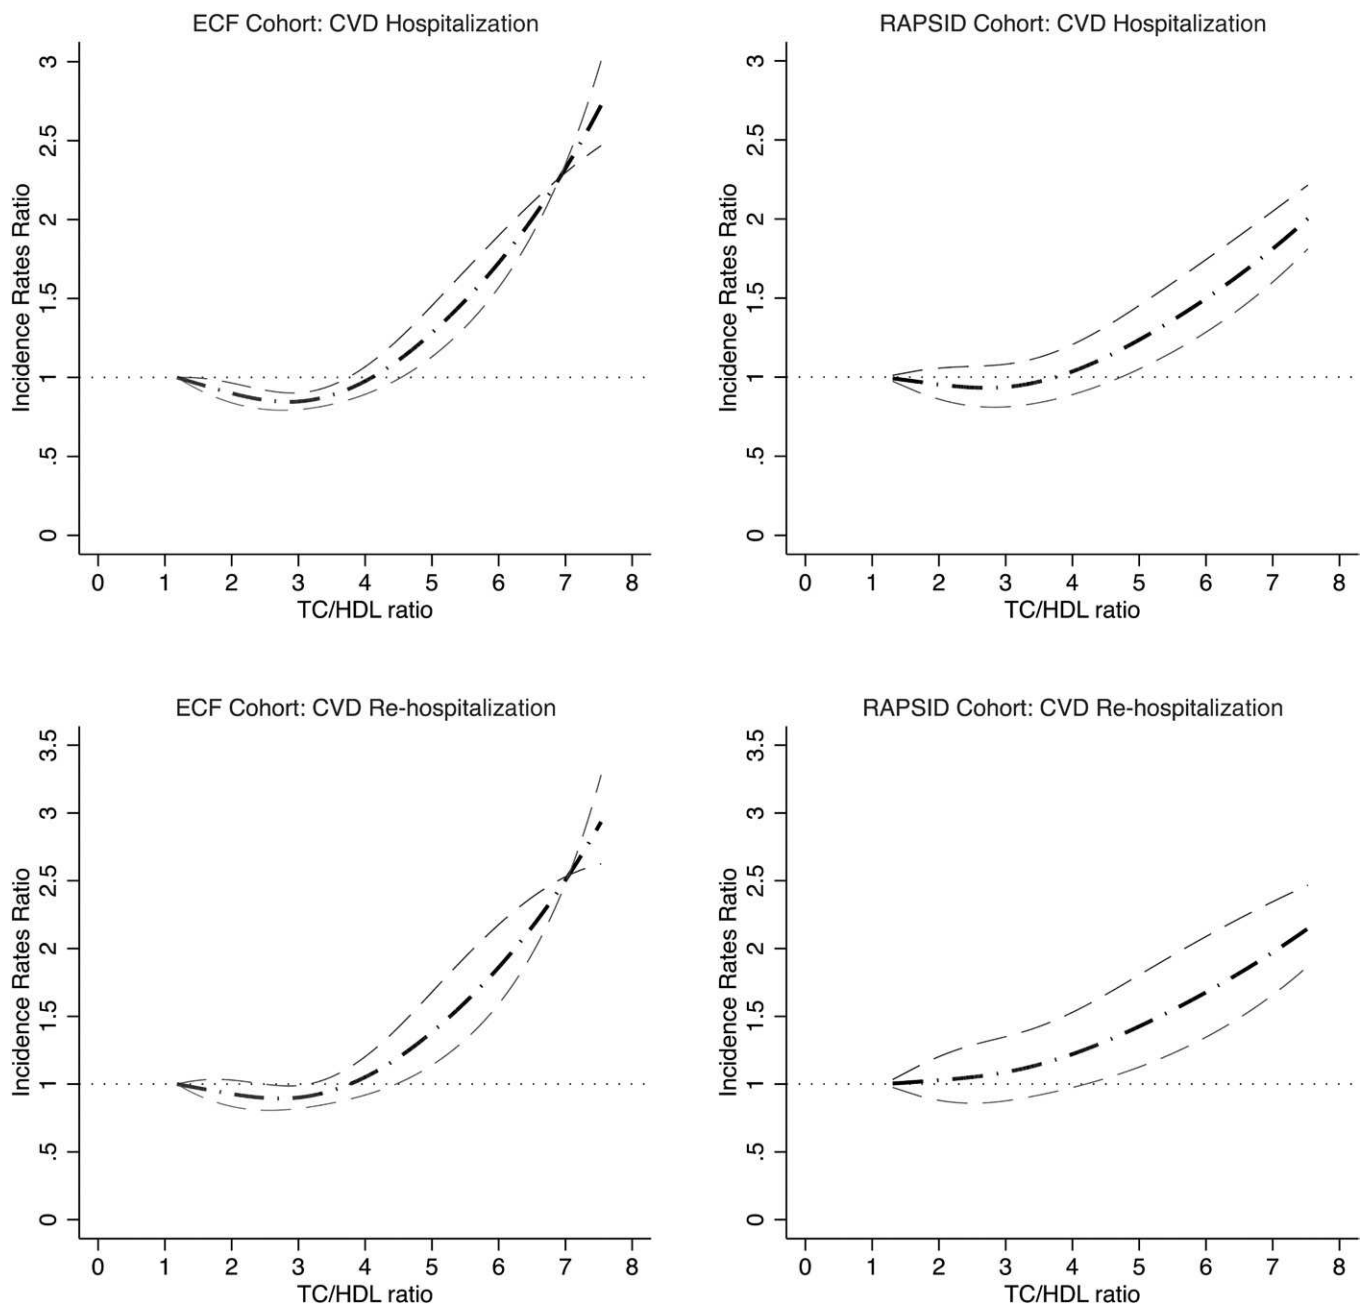 ECF Cohort: CVD Hospitalization
Incidence Rates Ratio
3
2.5
2
1.5
1
.5
0
0 1 2 3 4 5 6 7 8
TC/HDL ratio
RAPSID Cohort: CVD Hospitalization
Incidence Rates Ratio
3
2.5
2
1.5
1
.5
0
0 1 2 3 4 5 6 7 8
TC/HDL ratio
ECF Cohort: CVD Re-hospitalization
Incidence Rates Ratio
3.5
3
2.5
2
1.5
1
.5
0
0 1 2 3 4 5 6 7 8
TC/HDL ratio
RAPSID Cohort: CVD Re-hospitalization
Incidence Rates Ratio
3.5
3
2.5
2
1.5
1
.5
0
0 1 2 3 4 5 6 7 8
TC/HDL ratio